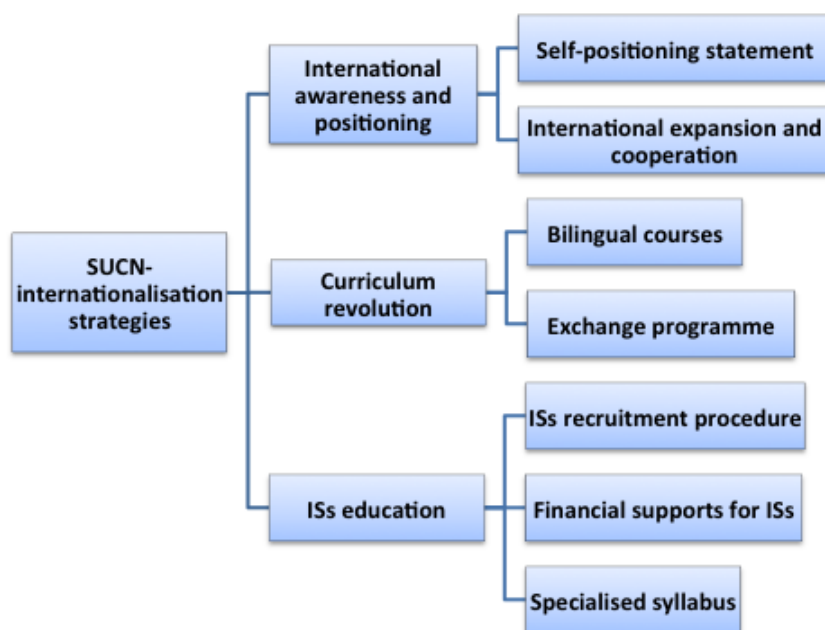 SUCN-
internationalisation
strategies
International
awareness and
positioning
Self-positioning statement
International expansion and
cooperation
Curriculum
revolution
Bilingual courses
Exchange programme
ISs education
ISs recruitment procedure
Financial supports for ISs
Specialised syllabus